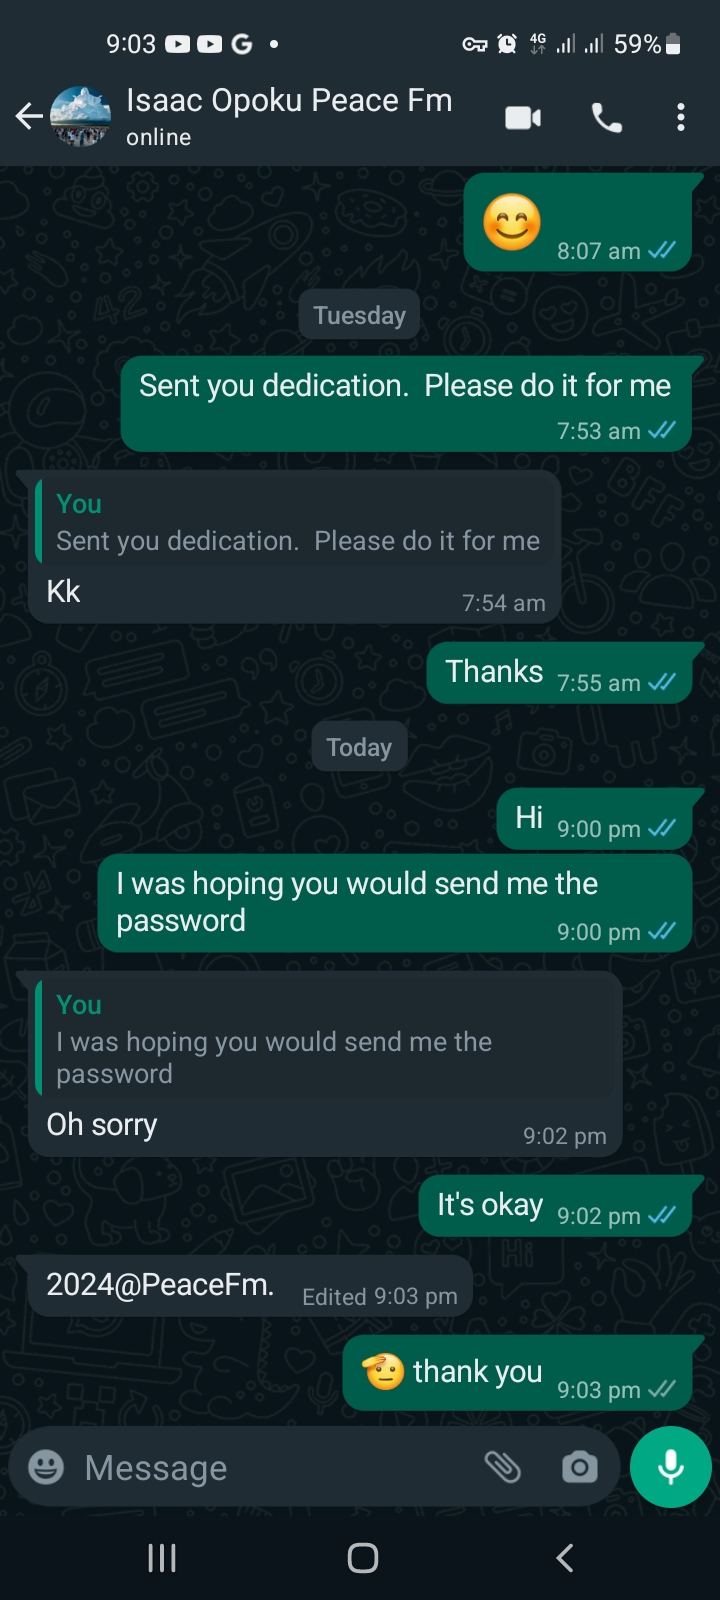 9:03
4G
59%
Isaac Opoku Peace Fm
online
😊
8:07 am
Tuesday
Sent you dedication.  Please do it for me
7:53 am
You
Sent you dedication.  Please do it for me
Kk
7:54 am
Thanks 7:55 am
Today
Hi 9:00 pm
I was hoping you would send me the
password
9:00 pm
You
I was hoping you would send me the
password
Oh sorry
9:02 pm
It's okay 9:02 pm
2024@PeaceFm. Edited 9:03 pm
🫡 thank you 9:03 pm
Message